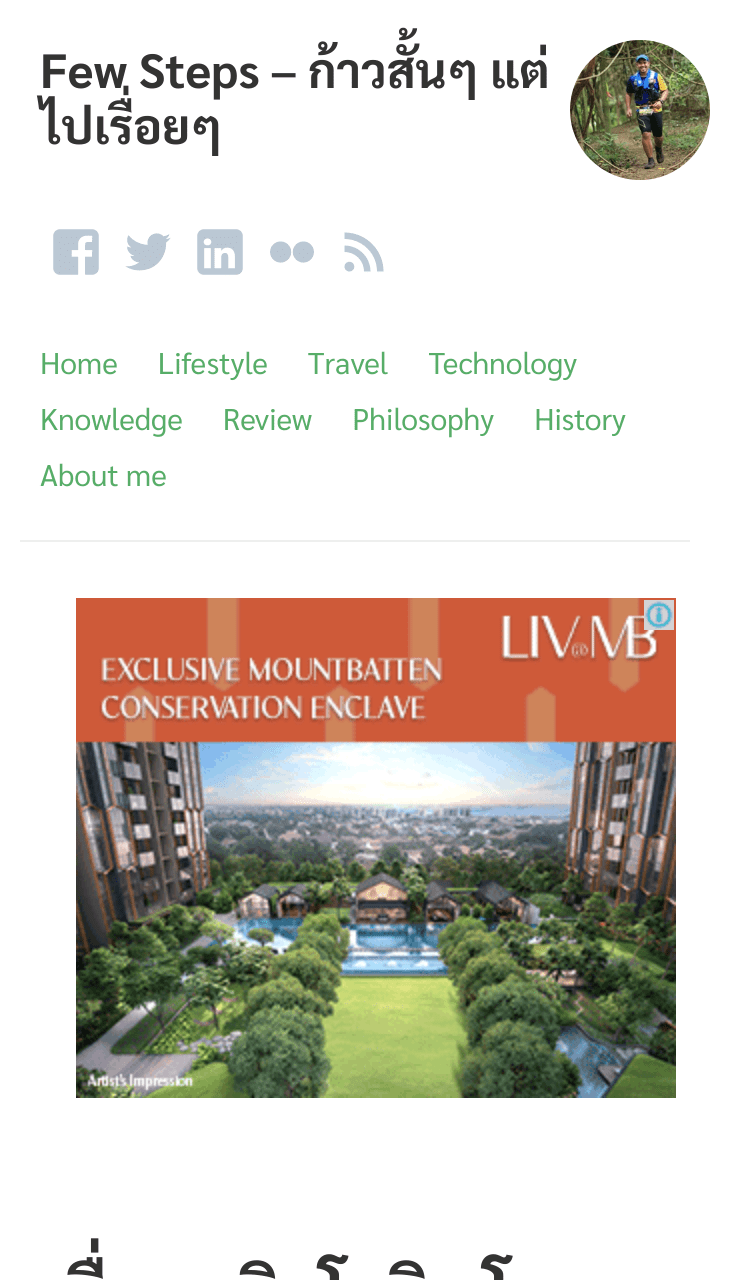 Few Steps – ก้าวสั้นๆ แต่
ไปเรื่อยๆ
Home Lifestyle Travel Technology
Knowledge Review Philosophy History
About me
LIV@MB
EXCLUSIVE MOUNTBATTEN
CONSERVATION ENCLAVE
Artist's Impression